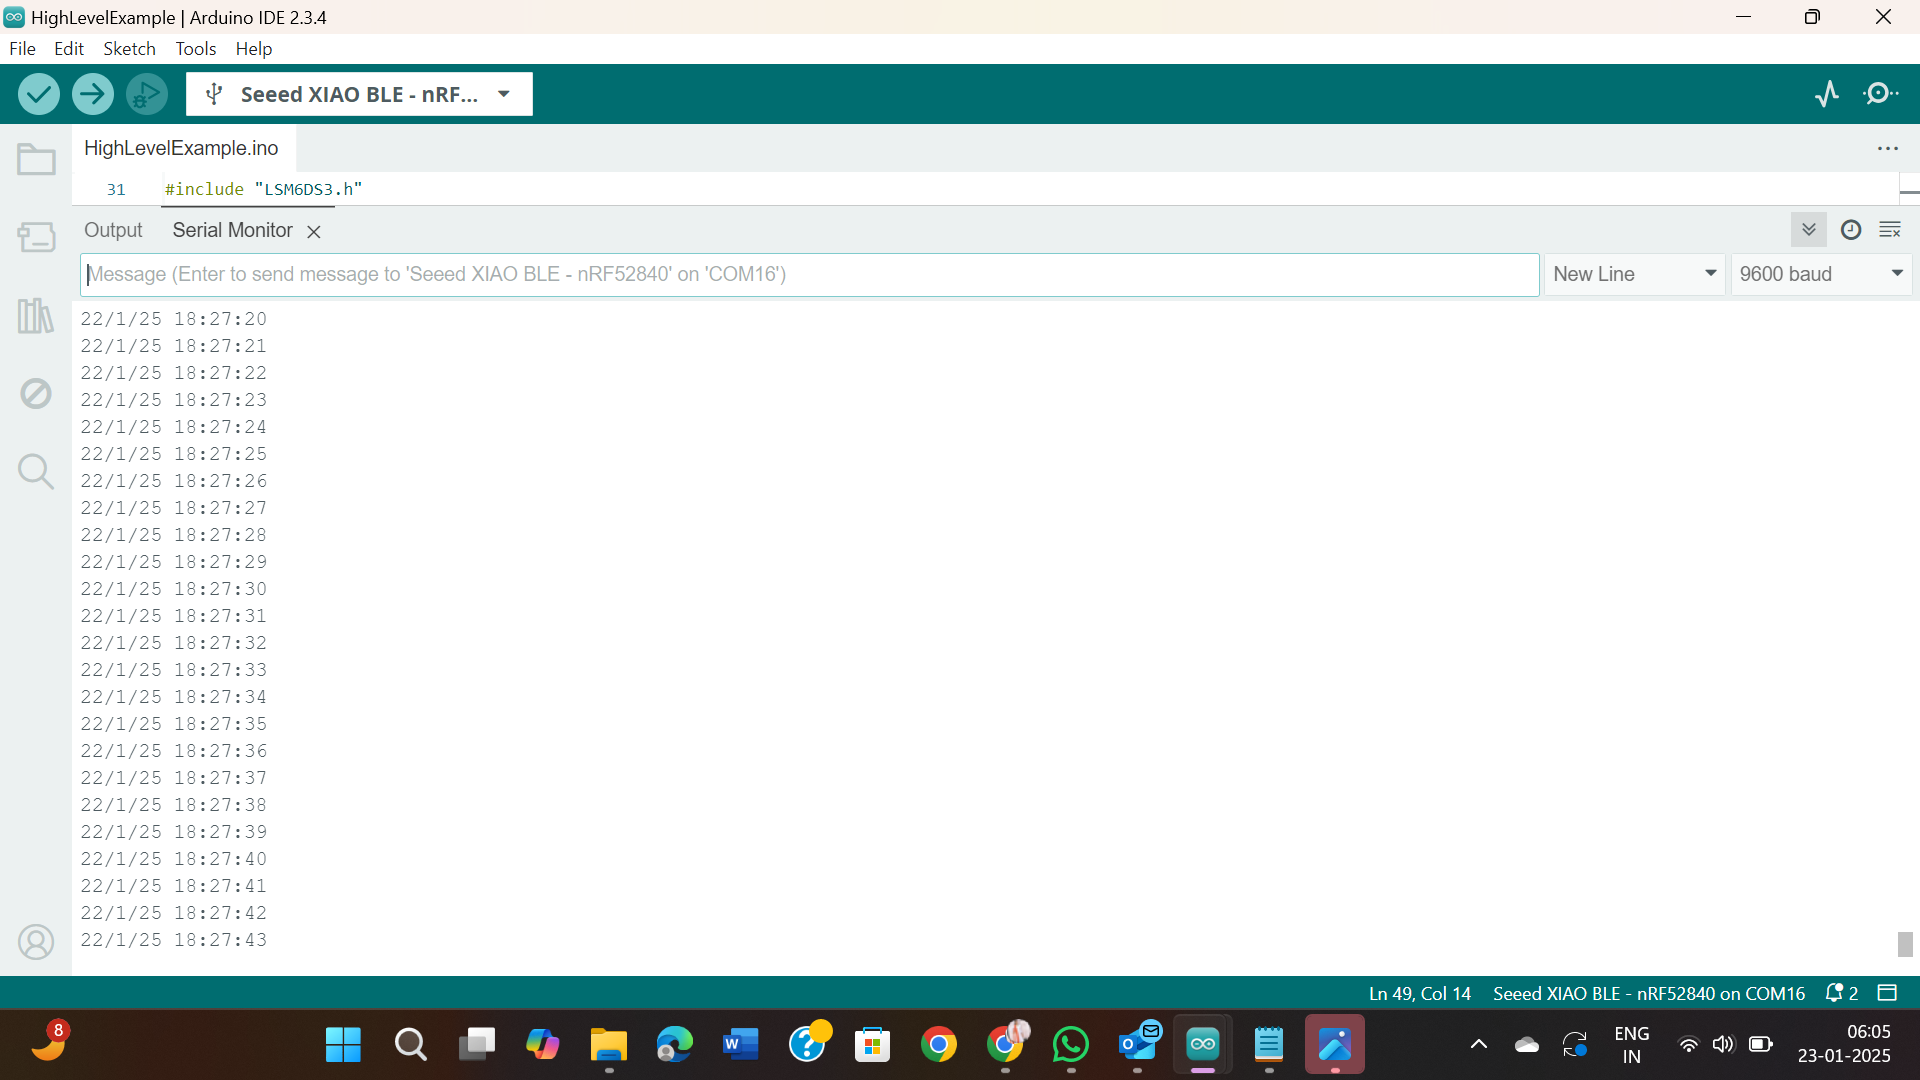 HighLevelExample | Arduino IDE 2.3.4
File Edit Sketch Tools Help
Seeed XIAO BLE - nRF...
HighLevelExample.ino
31 #include "LSM6DS3.h"
Output Serial Monitor
Message (Enter to send message to 'Seeed XIAO BLE - nRF52840' on 'COM16')
New Line
9600 baud
22/1/25 18:27:20
22/1/25 18:27:21
22/1/25 18:27:22
22/1/25 18:27:23
22/1/25 18:27:24
22/1/25 18:27:25
22/1/25 18:27:26
22/1/25 18:27:27
22/1/25 18:27:28
22/1/25 18:27:29
22/1/25 18:27:30
22/1/25 18:27:31
22/1/25 18:27:32
22/1/25 18:27:33
22/1/25 18:27:34
22/1/25 18:27:35
22/1/25 18:27:36
22/1/25 18:27:37
22/1/25 18:27:38
22/1/25 18:27:39
22/1/25 18:27:40
22/1/25 18:27:41
22/1/25 18:27:42
22/1/25 18:27:43
Ln 49, Col 14 Seeed XIAO BLE - nRF52840 on COM16 2
8
ENG
IN
06:05
23-01-2025